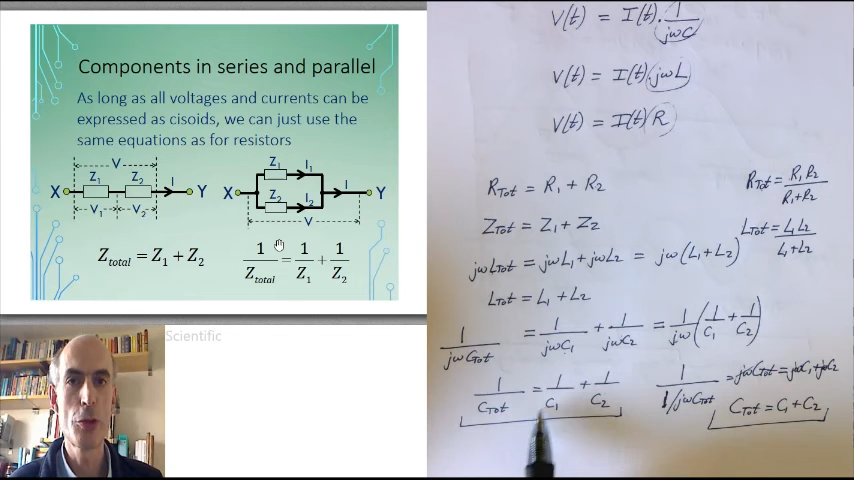 Components in series and parallel
As long as all voltages and currents can be
expressed as cisoids, we can just use the
same equations as for resistors
V
Z1 Z2 I
X Y
V1 V2
Z1 I1
X I Y
Z2 I2
V
Ztotal = Z1 + Z2
1/Ztotal = 1/Z1 + 1/Z2
Scientific
V(t) = I(t) . 1/jωC
V(t) = I(t) jωL
V(t) = I(t) R
RTot = R1 + R2
RTot = R1 R2 / R1 + R2
ZTot = Z1 + Z2
LTot = L1 L2 / L1 + L2
jωLTot = jωL1 + jωL2 = jω(L1 + L2)
LTot = L1 + L2
1/jωCTot = 1/jωC1 + 1/jωC2 = 1/jω (1/C1 + 1/C2)
1/CTot = 1/C1 + 1/C2
1 / 1/jωCTot = jωCTot = jωC1 + jωC2
CTot = C1 + C2